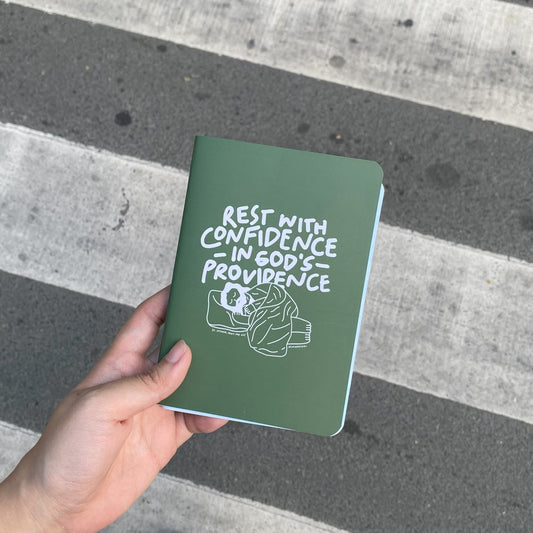 REST WITH
CONFIDENCE
- IN GOD'S -
PROVIDENCE